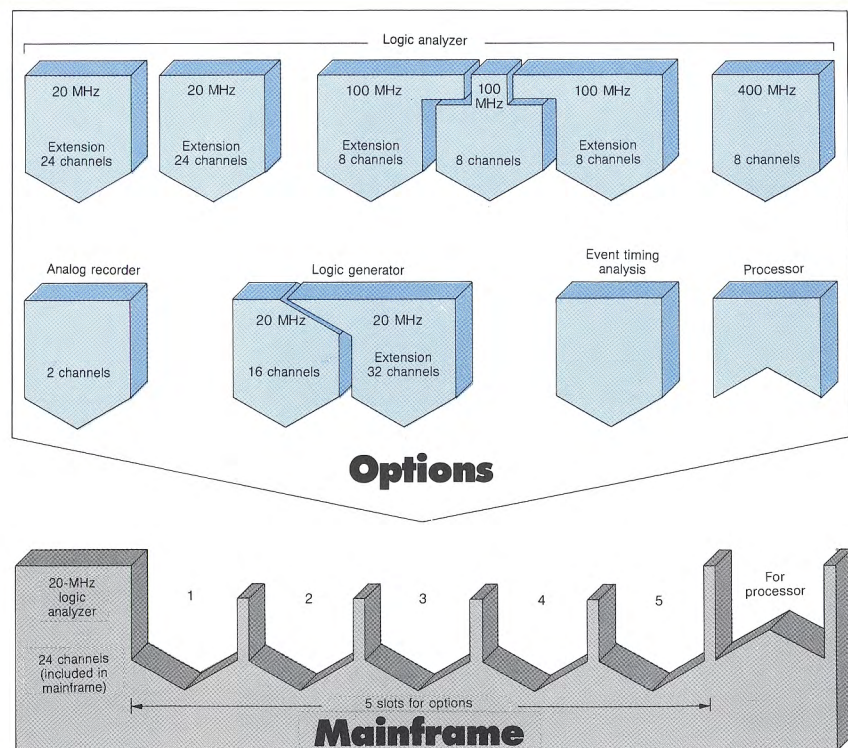 Logic analyzer
20 MHz
Extension
24 channels
20 MHz
Extension
24 channels
100 MHz
Extension
8 channels
100
MHz
8 channels
100 MHz
Extension
8 channels
400 MHz
8 channels
Analog recorder
2 channels
Logic generator
20 MHz
16 channels
20 MHz
Extension
32 channels
Event timing
analysis
Processor
Options
20-MHz
logic
analyzer
24 channels
(included in
mainframe)
1
2
3
4
5
For
processor
5 slots for options
Mainframe